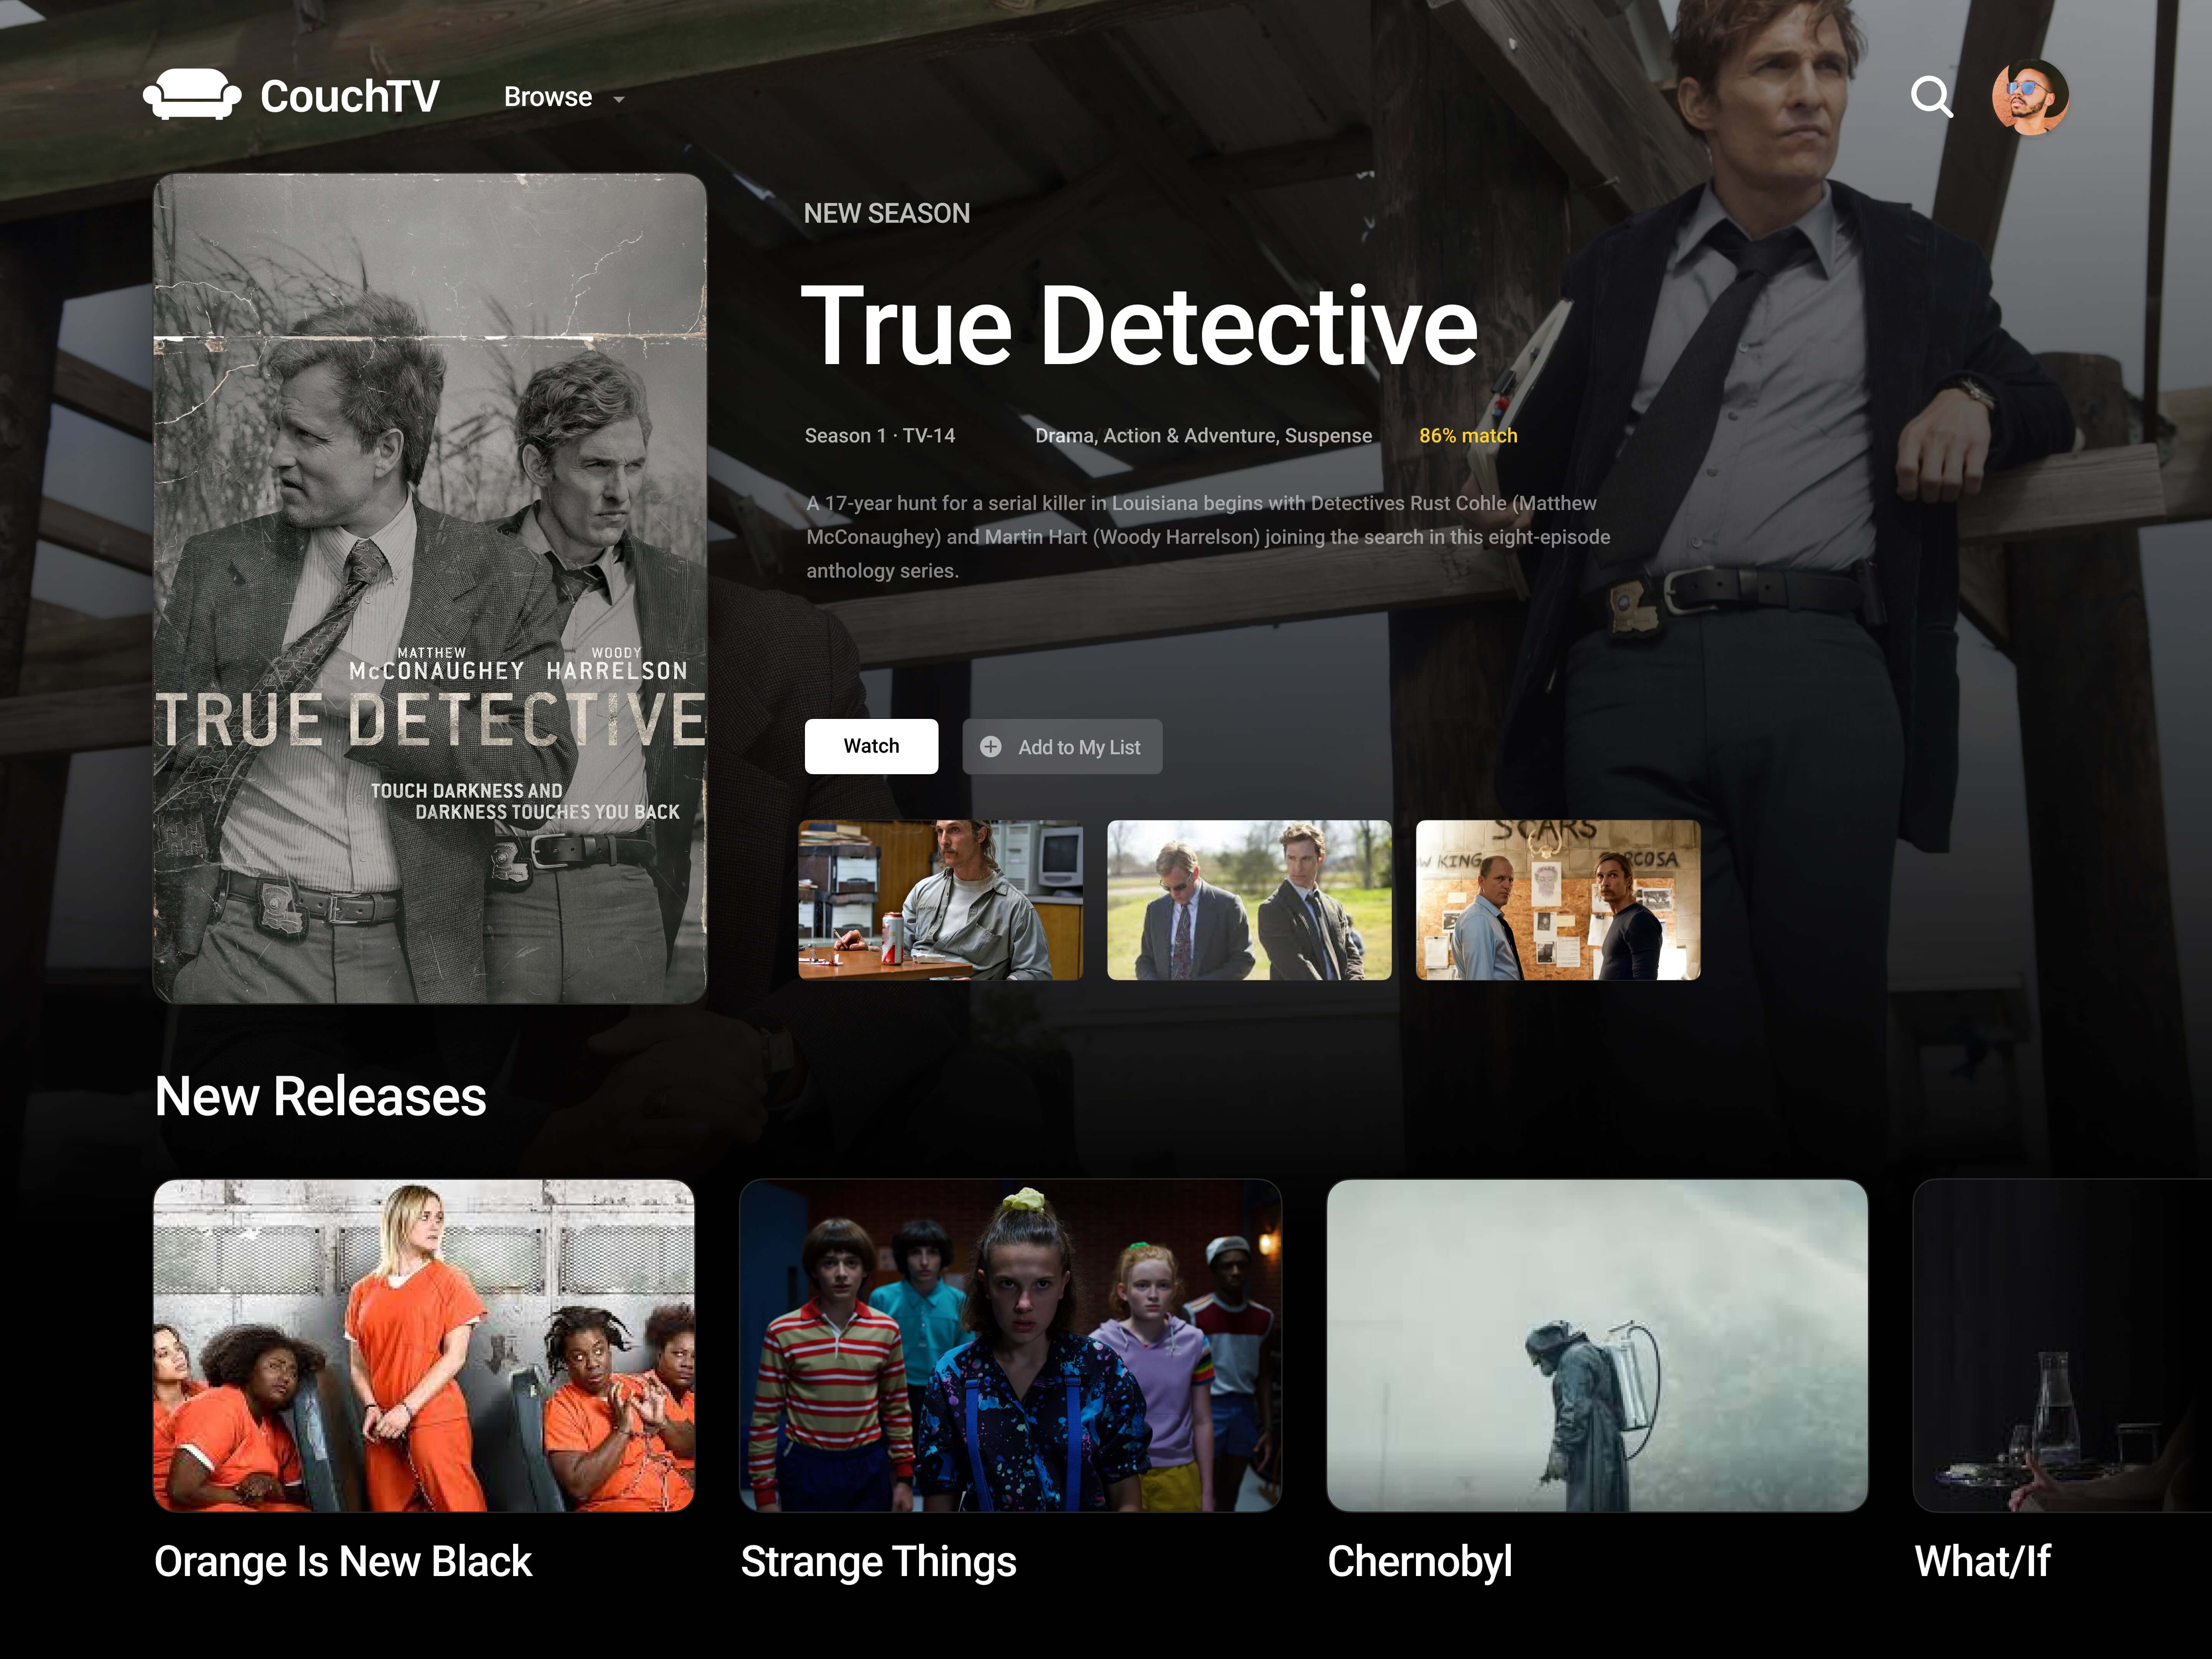 CouchTV
Browse
NEW SEASON
True Detective
Season 1 · TV-14
Drama, Action & Adventure, Suspense
86% match
A 17-year hunt for a serial killer in Louisiana begins with Detectives Rust Cohle (Matthew
McConaughey) and Martin Hart (Woody Harrelson) joining the search in this eight-episode
anthology series.
MATTHEW
McCONAUGHEY
WOODY
HARRELSON
TRUE DETECTIVE
TOUCH DARKNESS AND
DARKNESS TOUCHES YOU BACK
Watch
Add to My List
SCARS
W KING
RCOSA
New Releases
Orange Is New Black
Strange Things
Chernobyl
What/If